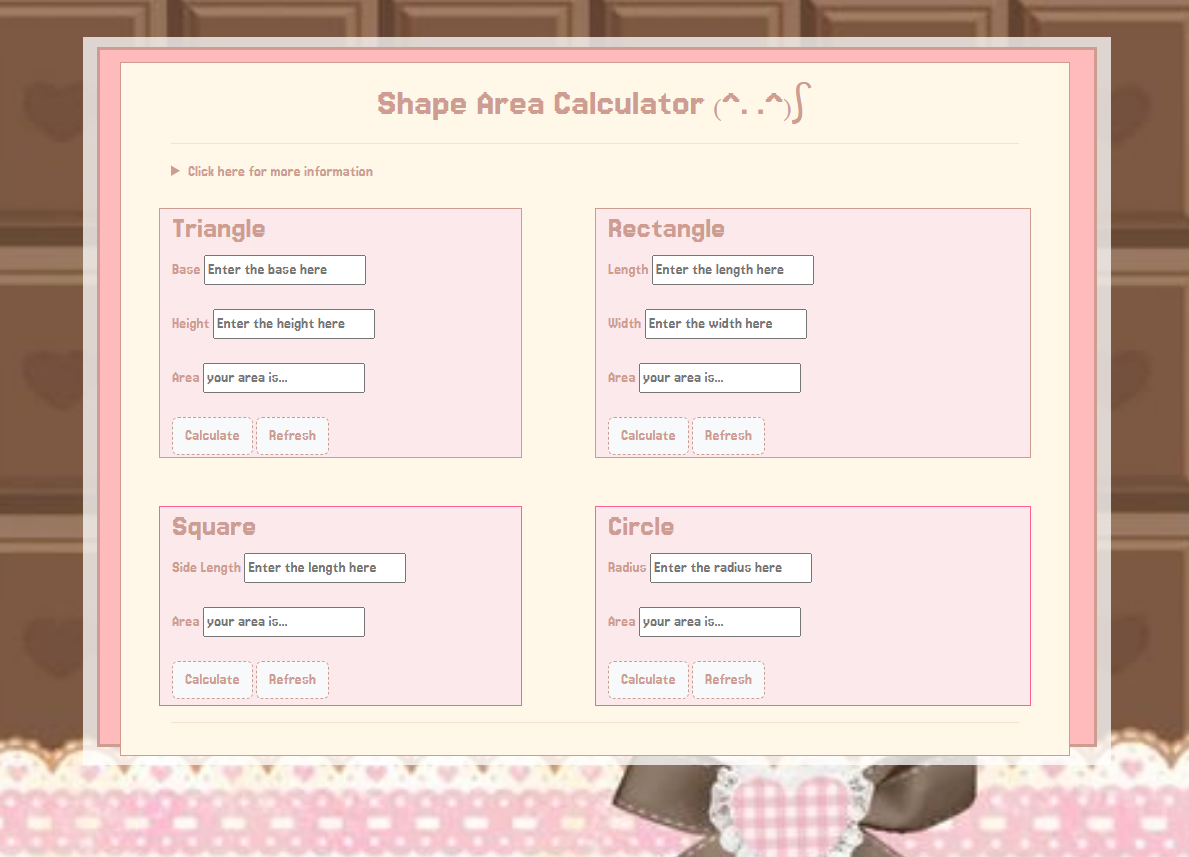 Shape Area Calculator (^. .^)ʃ
▶ Click here for more information
Triangle
Base Enter the base here
Height Enter the height here
Area your area is...
Calculate Refresh
Rectangle
Length Enter the length here
Width Enter the width here
Area your area is...
Calculate Refresh
Square
Side Length Enter the length here
Area your area is...
Calculate Refresh
Circle
Radius Enter the radius here
Area your area is...
Calculate Refresh